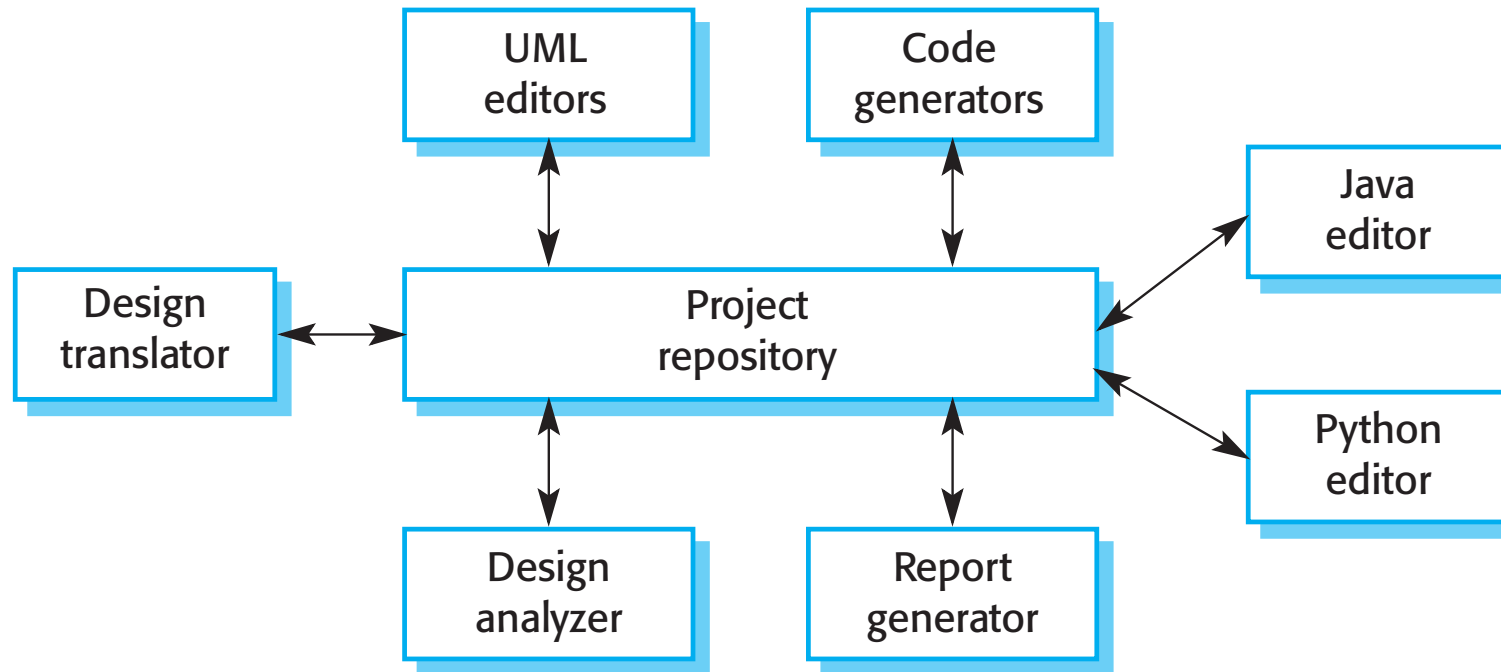 UML
editors
Code
generators
Java
editor
Design
translator
Project
repository
Python
editor
Design
analyzer
Report
generator